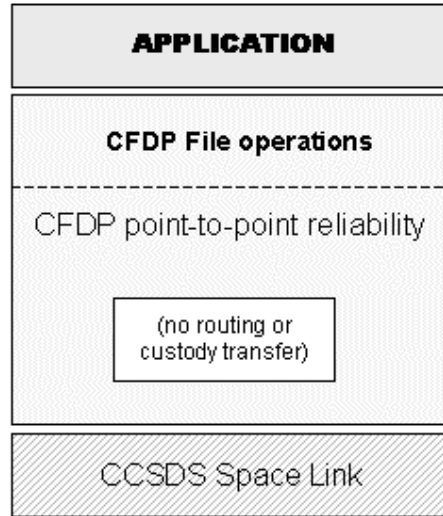 APPLICATION
CFDP File operations
CFDP point-to-point reliability
(no routing or
custody transfer)
CCSDS Space Link